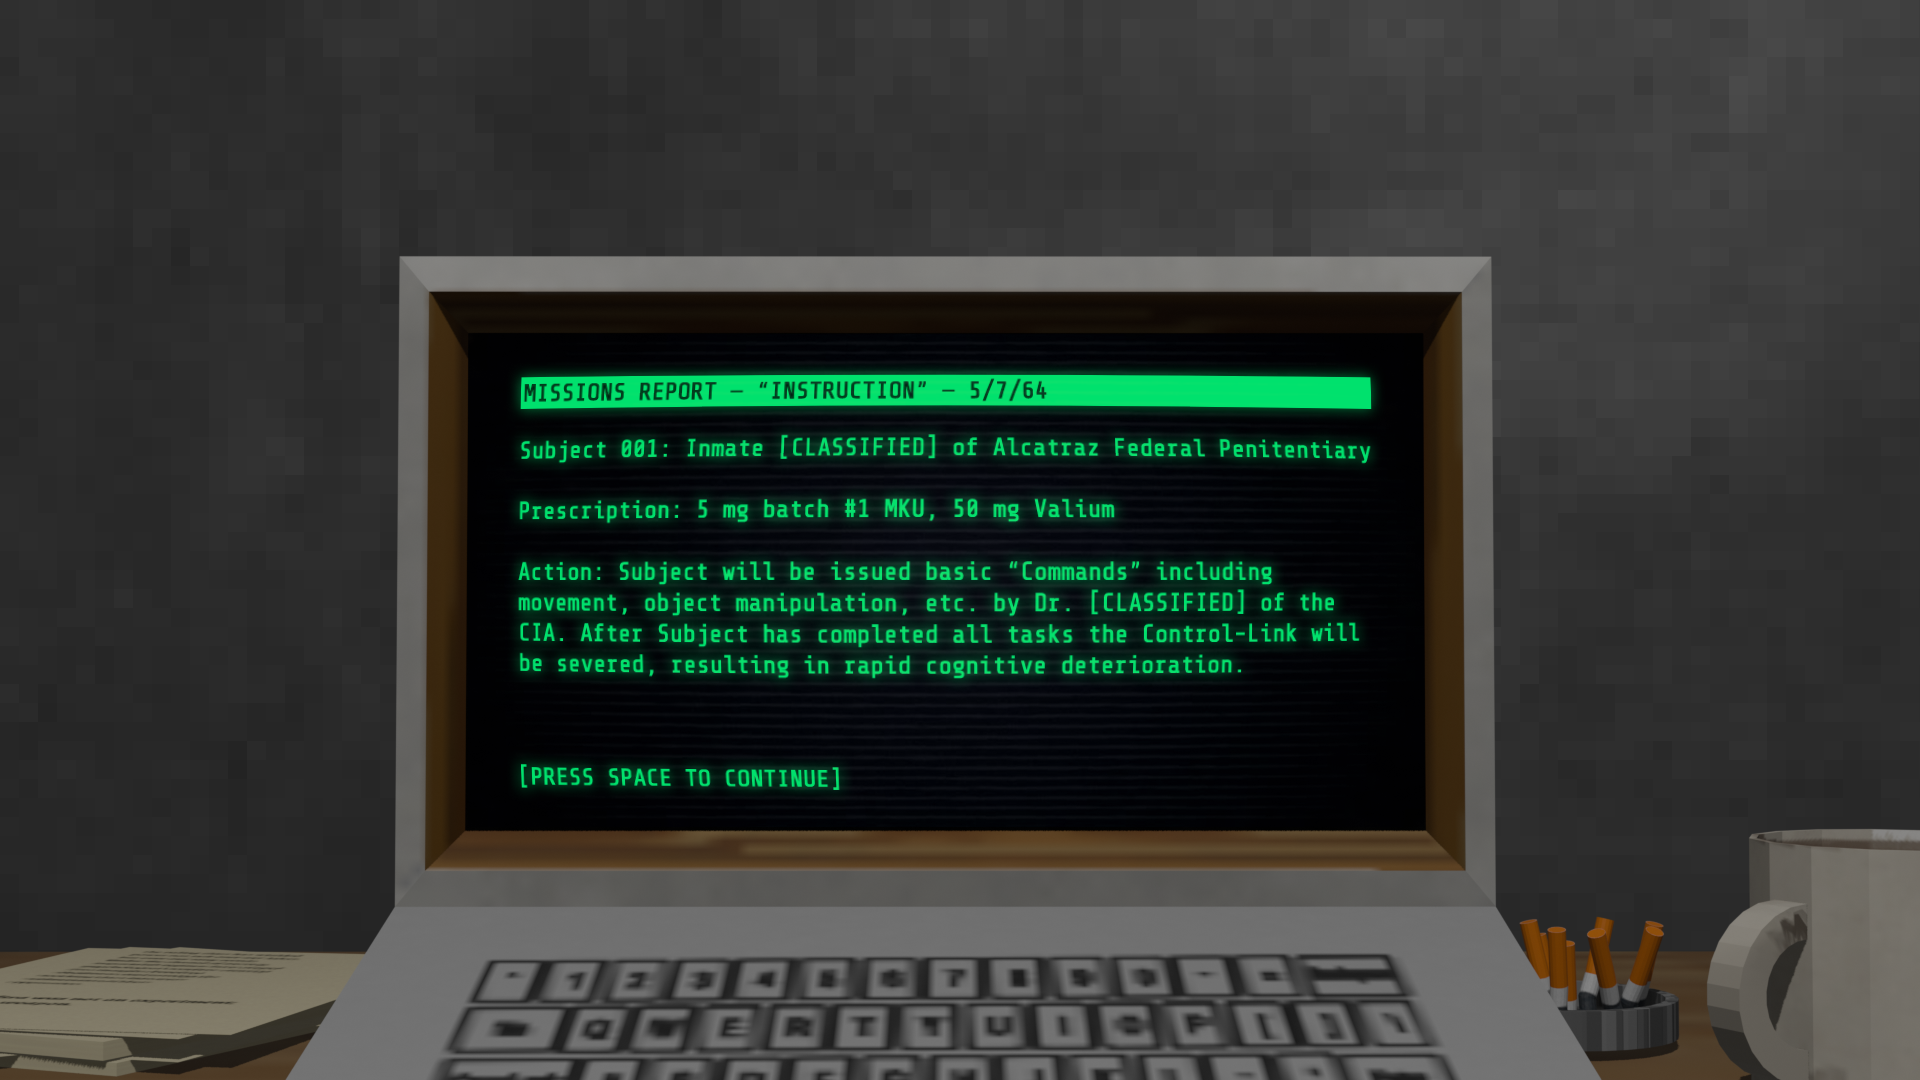 MISSIONS REPORT — “INSTRUCTION” — 5/7/64
Subject 001: Inmate [CLASSIFIED] of Alcatraz Federal Penitentiary
Prescription: 5 mg batch #1 MKU, 50 mg Valium
Action: Subject will be issued basic “Commands” including
movement, object manipulation, etc. by Dr. [CLASSIFIED] of the
CIA. After Subject has completed all tasks the Control-Link will
be severed, resulting in rapid cognitive deterioration.
[PRESS SPACE TO CONTINUE]